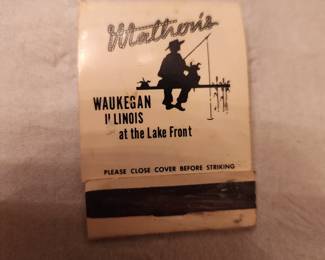 Mathon's
WAUKEGAN
ILLINOIS
at the Lake Front
PLEASE CLOSE COVER BEFORE STRIKING